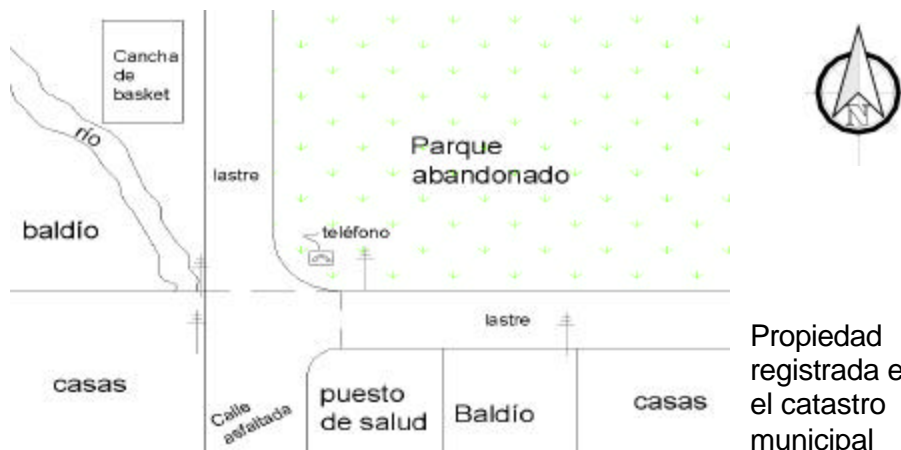 Cancha
de
basket
río
lastre
Parque
abandonado
baldío
teléfono
N
lastre
casas
Calle
asfaltada
puesto
de salud
Baldío
casas
Propiedad
registrada e
el catastro
municipal